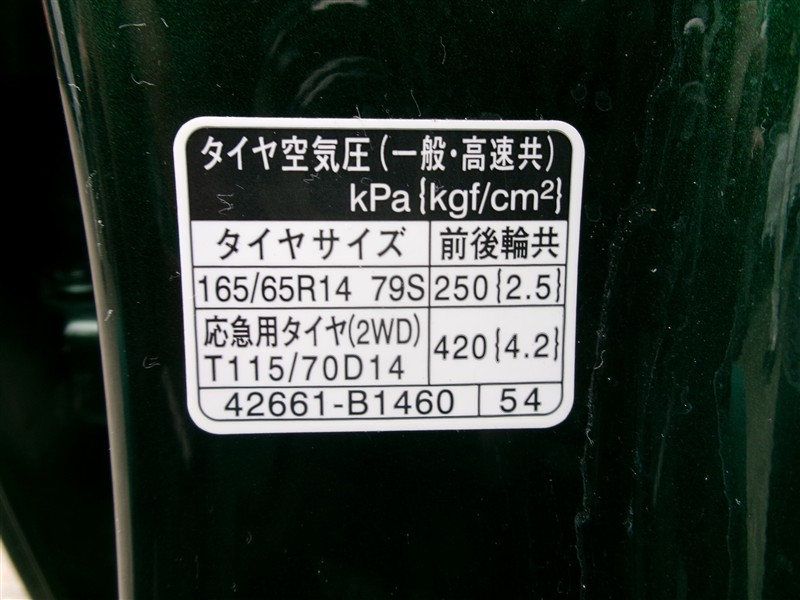 タイヤ空気圧(一般・高速共)
kPa{kgf/cm²}
タイヤサイズ 前後輪共
165/65R14 79S 250{2.5}
応急用タイヤ(2WD)
T115/70D14 420{4.2}
42661-B1460 54